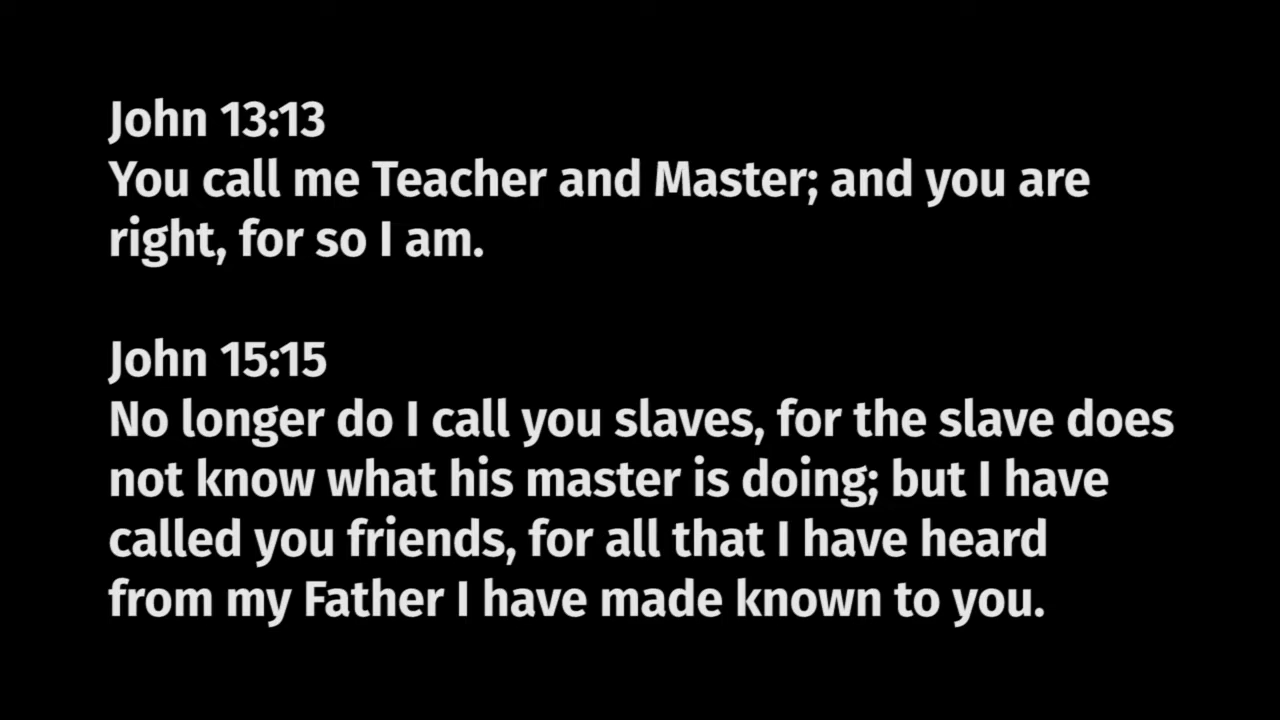 John 13:13
You call me Teacher and Master; and you are
right, for so I am.
John 15:15
No longer do I call you slaves, for the slave does
not know what his master is doing; but I have
called you friends, for all that I have heard
from my Father I have made known to you.